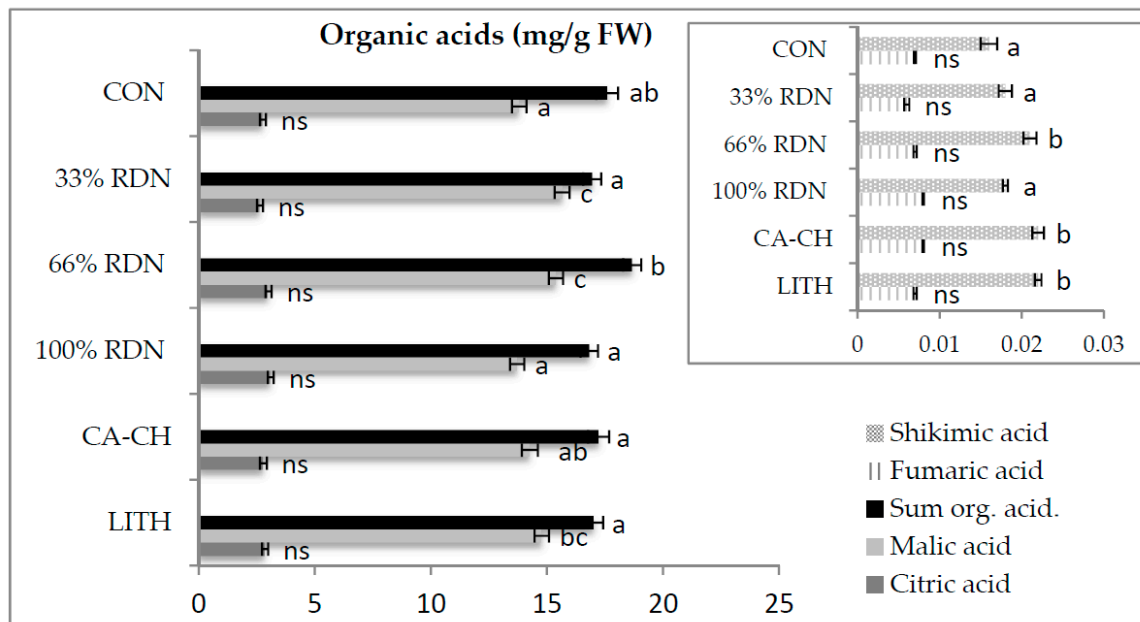 Organic acids (mg/g FW)
CON
ab
a
ns
33% RDN
a
c
ns
66% RDN
b
c
ns
100% RDN
a
a
ns
CA-CH
a
ab
ns
LITH
a
bc
ns
0 5 10 15 20 25
CON
a
ns
33% RDN
a
ns
66% RDN
b
ns
100% RDN
a
ns
CA-CH
b
ns
LITH
b
ns
0 0.01 0.02 0.03
Shikimic acid
Fumaric acid
Sum org. acid.
Malic acid
Citric acid